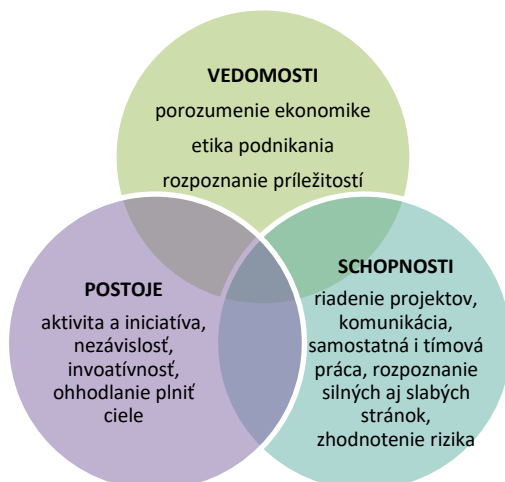 VEDOMOSTI
porozumenie ekonomike
etika podnikania
rozpoznanie príležitostí
POSTOJE
aktivita a iniciatíva,
nezávislosť,
invoatívnosť,
ohhodlanie plniť
ciele
SCHOPNOSTI
riadenie projektov,
komunikácia,
samostatná i tímová
práca, rozpoznanie
silných aj slabých
stránok,
zhodnotenie rizika